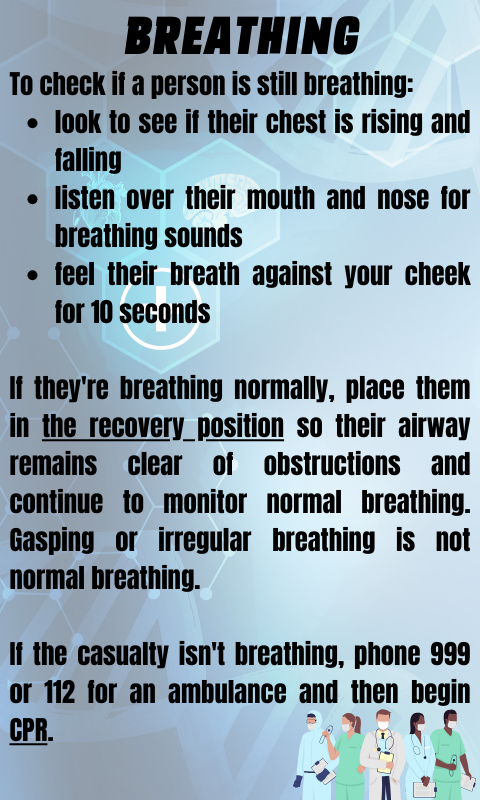 BREATHING
To check if a person is still breathing:
• look to see if their chest is rising and
falling
• listen over their mouth and nose for
breathing sounds
• feel their breath against your cheek
for 10 seconds
If they're breathing normally, place them
in the recovery position so their airway
remains clear of obstructions and
continue to monitor normal breathing.
Gasping or irregular breathing is not
normal breathing.
If the casualty isn't breathing, phone 999
or 112 for an ambulance and then begin
CPR.